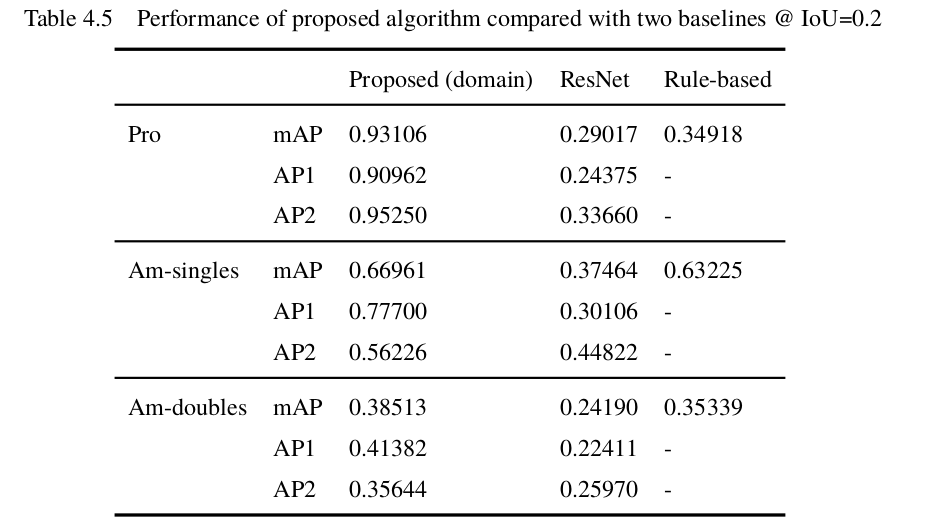 Table 4.5 Performance of proposed algorithm compared with two baselines @ IoU=0.2
Proposed (domain) ResNet Rule-based
Pro mAP 0.93106 0.29017 0.34918
AP1 0.90962 0.24375 -
AP2 0.95250 0.33660 -
Am-singles mAP 0.66961 0.37464 0.63225
AP1 0.77700 0.30106 -
AP2 0.56226 0.44822 -
Am-doubles mAP 0.38513 0.24190 0.35339
AP1 0.41382 0.22411 -
AP2 0.35644 0.25970 -